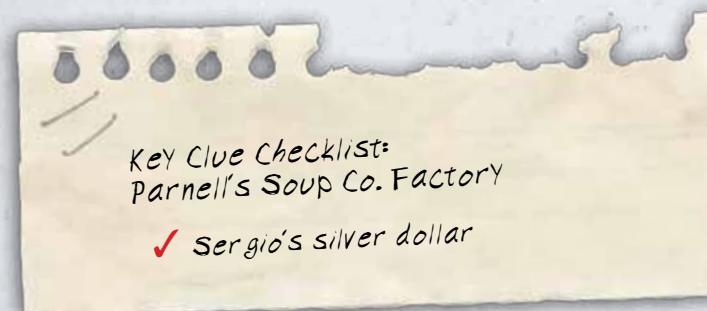 Key Clue Checklist:
Parnell's Soup Co. Factory
✓ Sergio's silver dollar